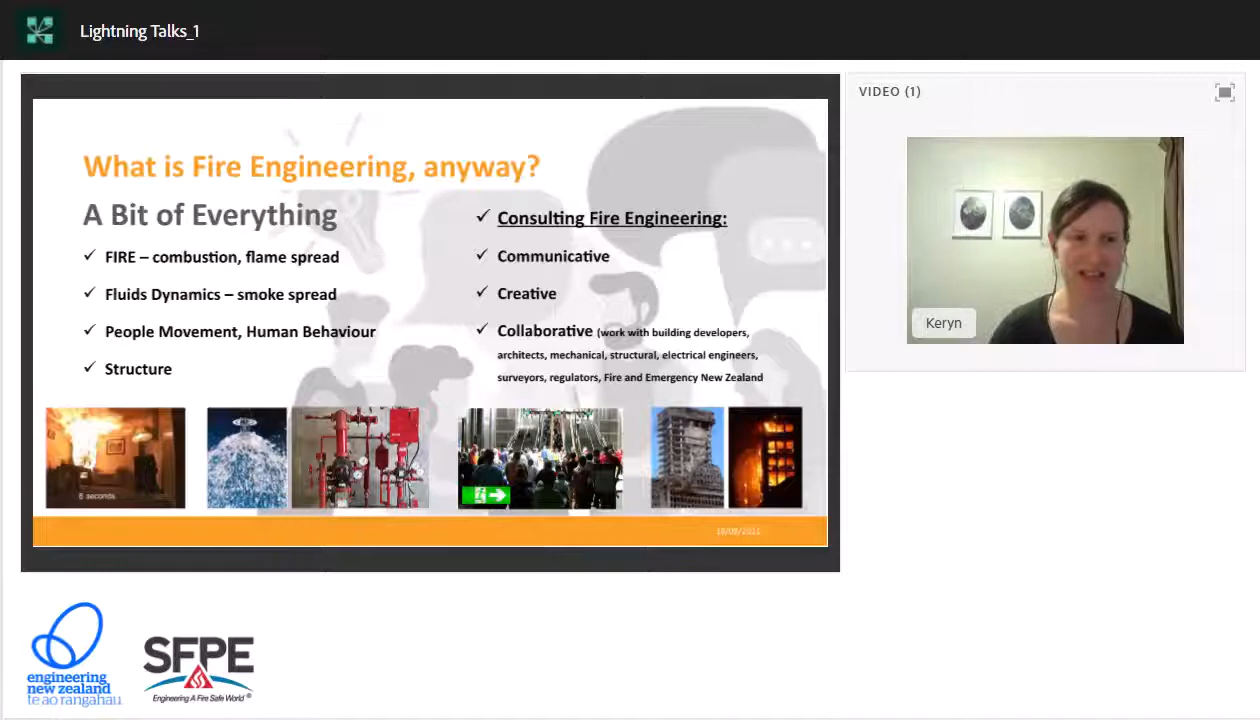 Lightning Talks_1
What is Fire Engineering, anyway?
A Bit of Everything
✓ FIRE – combustion, flame spread
✓ Fluids Dynamics – smoke spread
✓ People Movement, Human Behaviour
✓ Structure
✓ Consulting Fire Engineering:
✓ Communicative
✓ Creative
✓ Collaborative (work with building developers,
architects, mechanical, structural, electrical engineers,
surveyors, regulators, Fire and Emergency New Zealand
6 seconds
VIDEO (1)
Keryn
engineering
new zealand
te ao rangahau
SFPE
Engineering A Fire Safe World ®